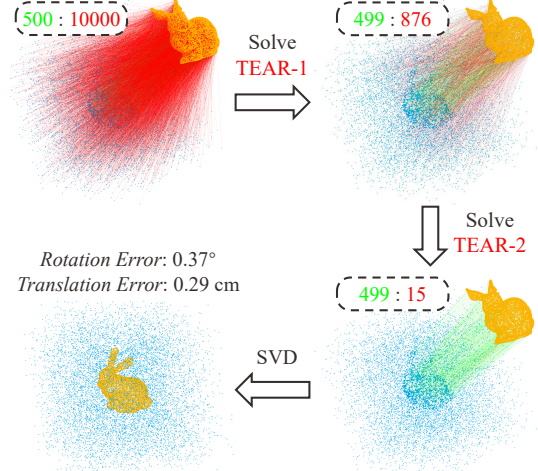 500 : 10000
Solve
TEAR-1
499 : 876
Solve
TEAR-2
499 : 15
SVD
Rotation Error: 0.37°
Translation Error: 0.29 cm